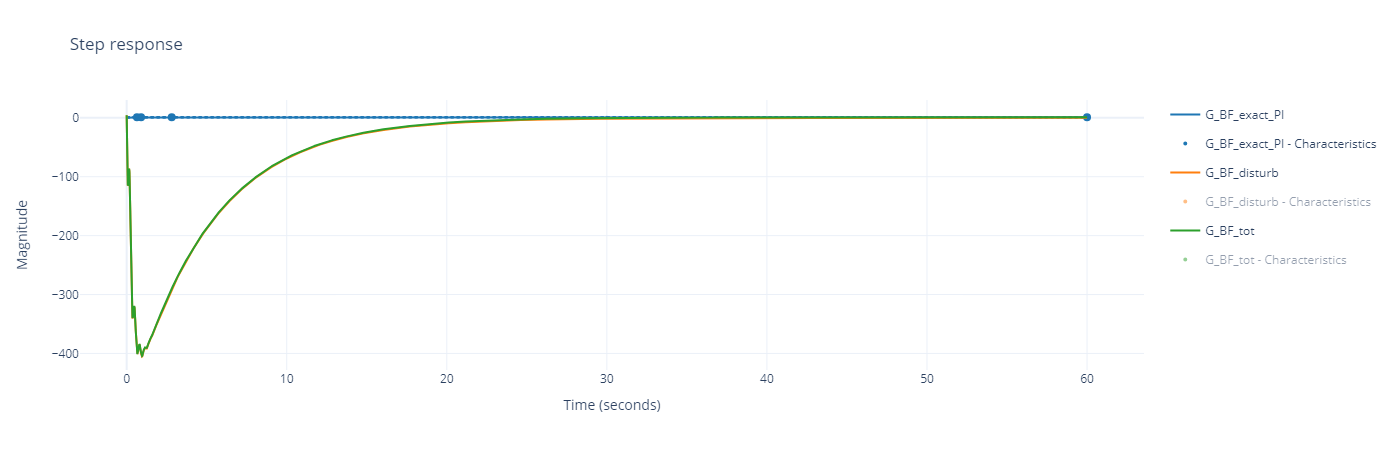 Step response
0
−100
−200
−300
−400
Magnitude
0 10 20 30 40 50 60
Time (seconds)
G_BF_exact_PI
G_BF_exact_PI - Characteristics
G_BF_disturb
G_BF_disturb - Characteristics
G_BF_tot
G_BF_tot - Characteristics